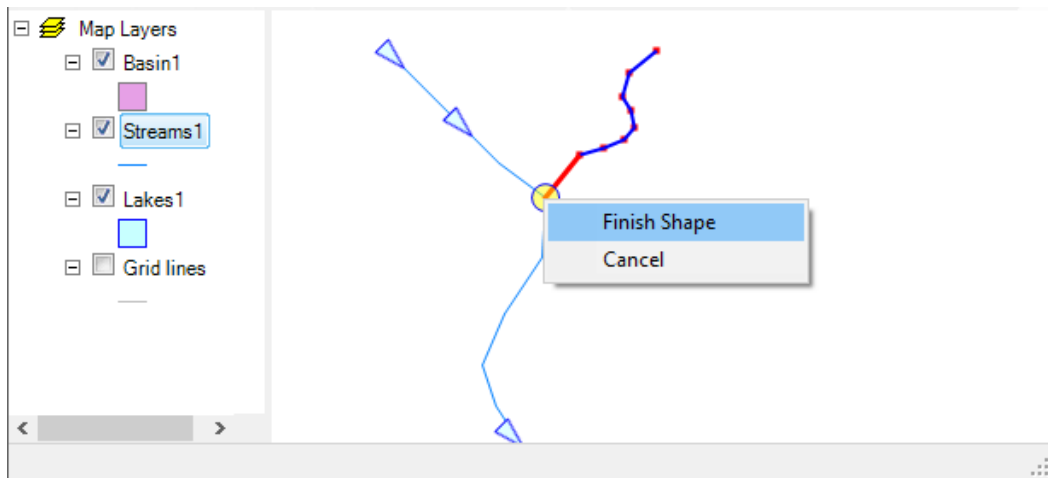 Map Layers
Basin1
Streams1
Lakes1
Grid lines
Finish Shape
Cancel